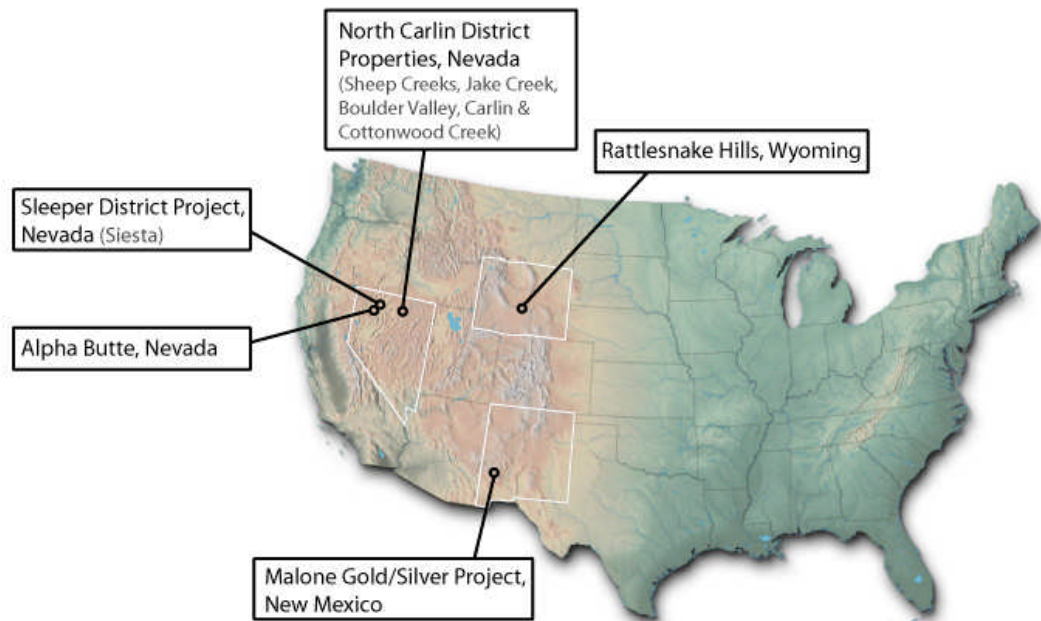 North Carlin District
Properties, Nevada
(Sheep Creeks, Jake Creek,
Boulder Valley, Carlin &
Cottonwood Creek)
Rattlesnake Hills, Wyoming
Sleeper District Project,
Nevada (Siesta)
Alpha Butte, Nevada
Malone Gold/Silver Project,
New Mexico